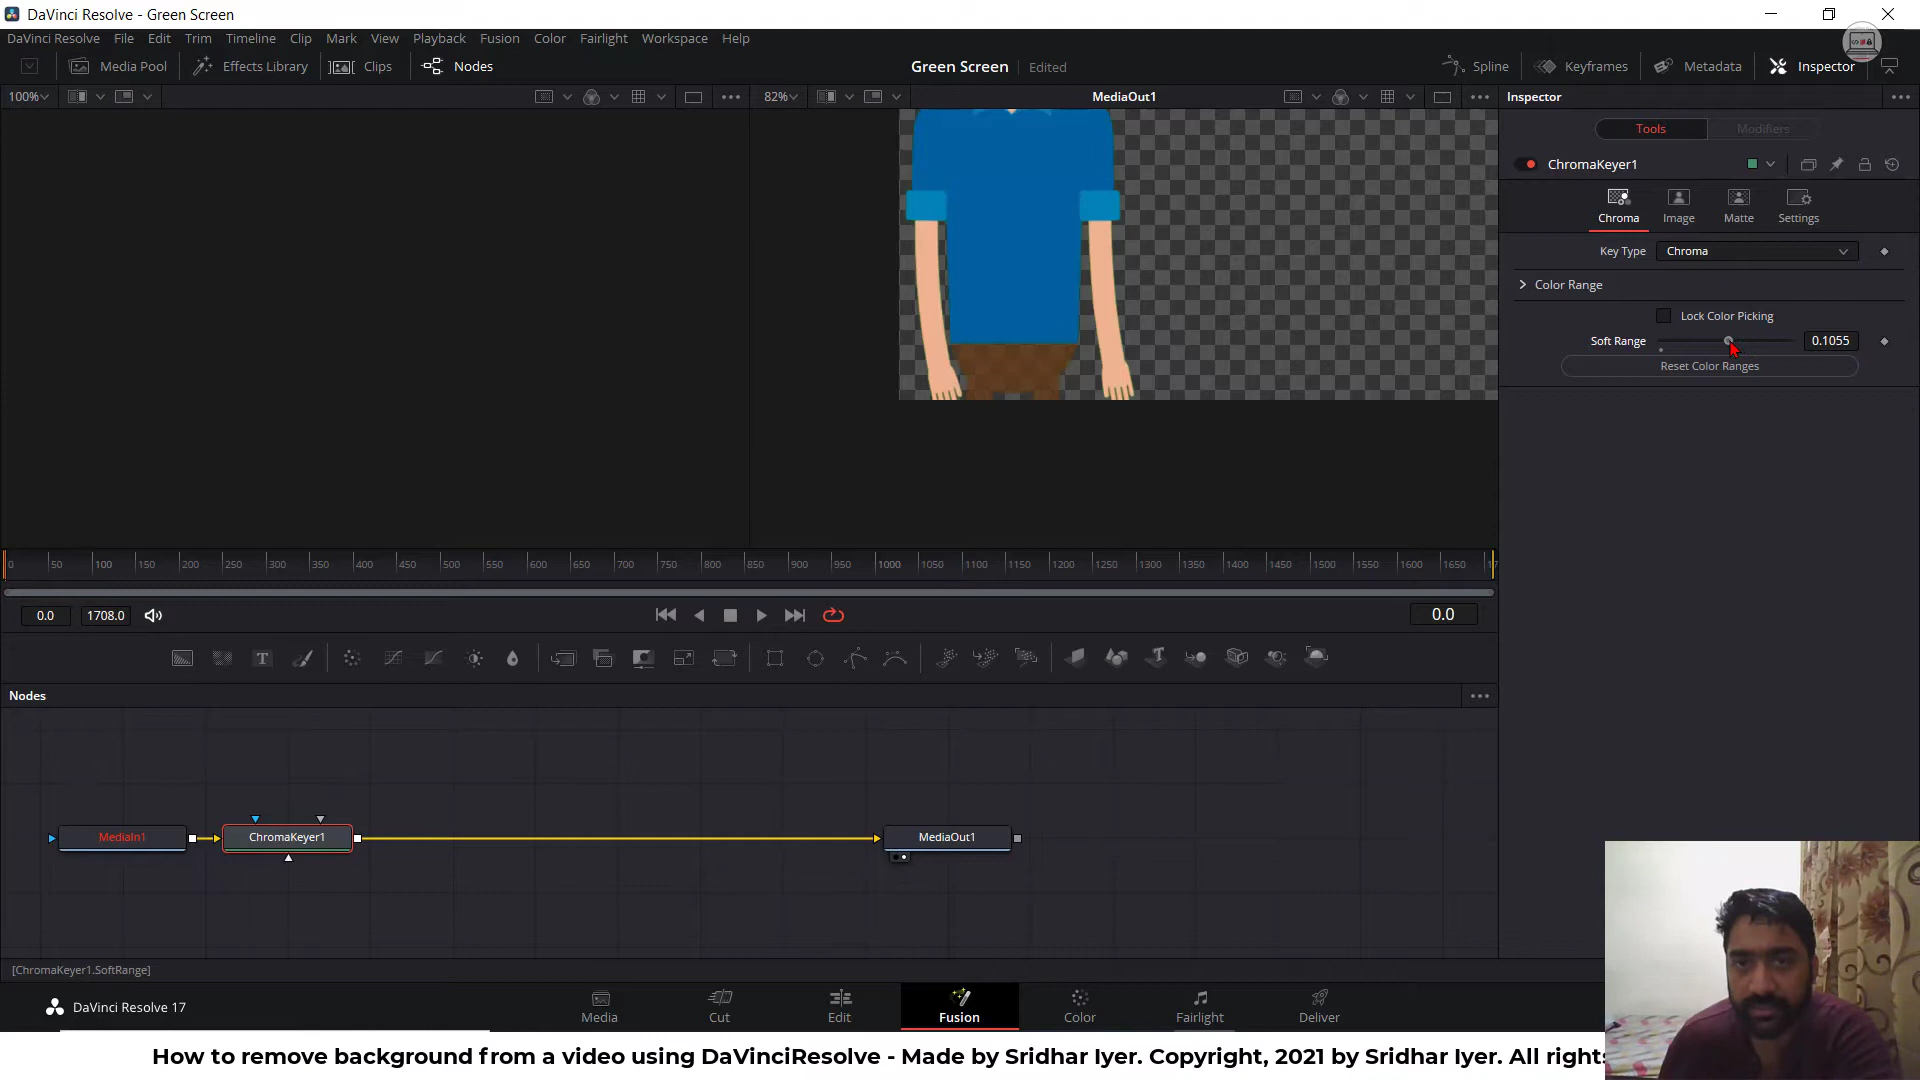 DaVinci Resolve - Green Screen
DaVinci Resolve File Edit Trim Timeline Clip Mark View Playback Fusion Color Fairlight Workspace Help
Media Pool Effects Library Clips Nodes Green Screen Edited Spline Keyframes Metadata Inspector
100% 82% MediaOut1 Inspector
Tools Modifiers
ChromaKeyer1
Chroma Image Matte Settings
Key Type Chroma
Color Range
Lock Color Picking
Soft Range 0.1055
Reset Color Ranges
0 50 100 150 200 250 300 350 400 450 500 550 600 650 700 750 800 850 900 950 1000 1050 1100 1150 1200 1250 1300 1350 1400 1450 1500 1550 1600 1650
0.0 1708.0 0.0
Nodes
MediaIn1 ChromaKeyer1 MediaOut1
[ChromaKeyer1.SoftRange]
DaVinci Resolve 17 Media Cut Edit Fusion Color Fairlight Deliver
How to remove background from a video using DaVinciResolve - Made by Sridhar Iyer. Copyright, 2021 by Sridhar Iyer. All rights